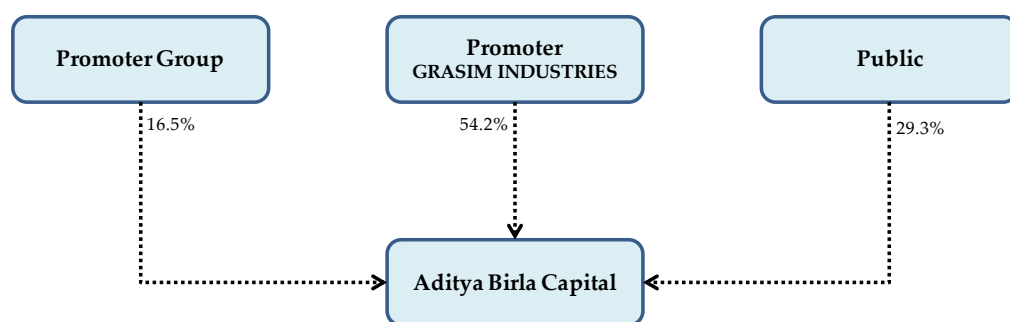 Promoter Group
Promoter
GRASIM INDUSTRIES
Public
16.5%
54.2%
29.3%
Aditya Birla Capital